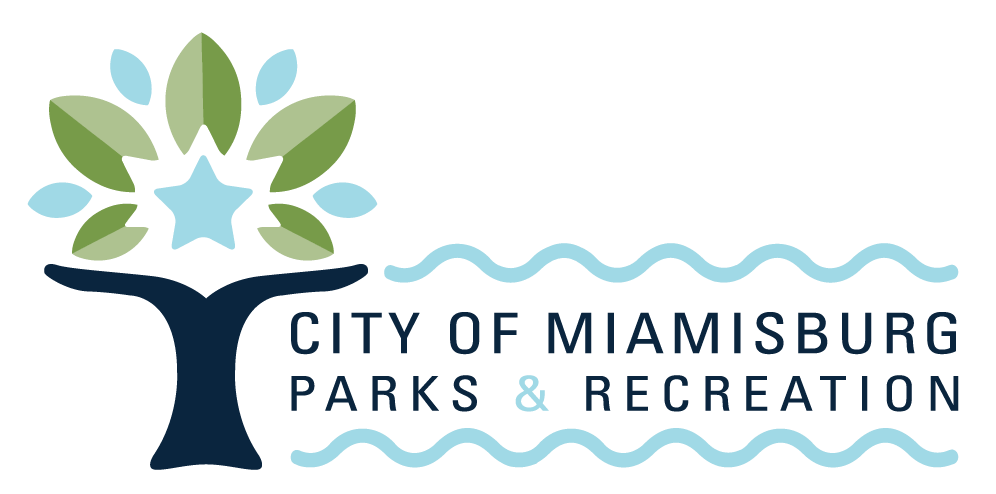 CITY OF MIAMISBURG
PARKS & RECREATION